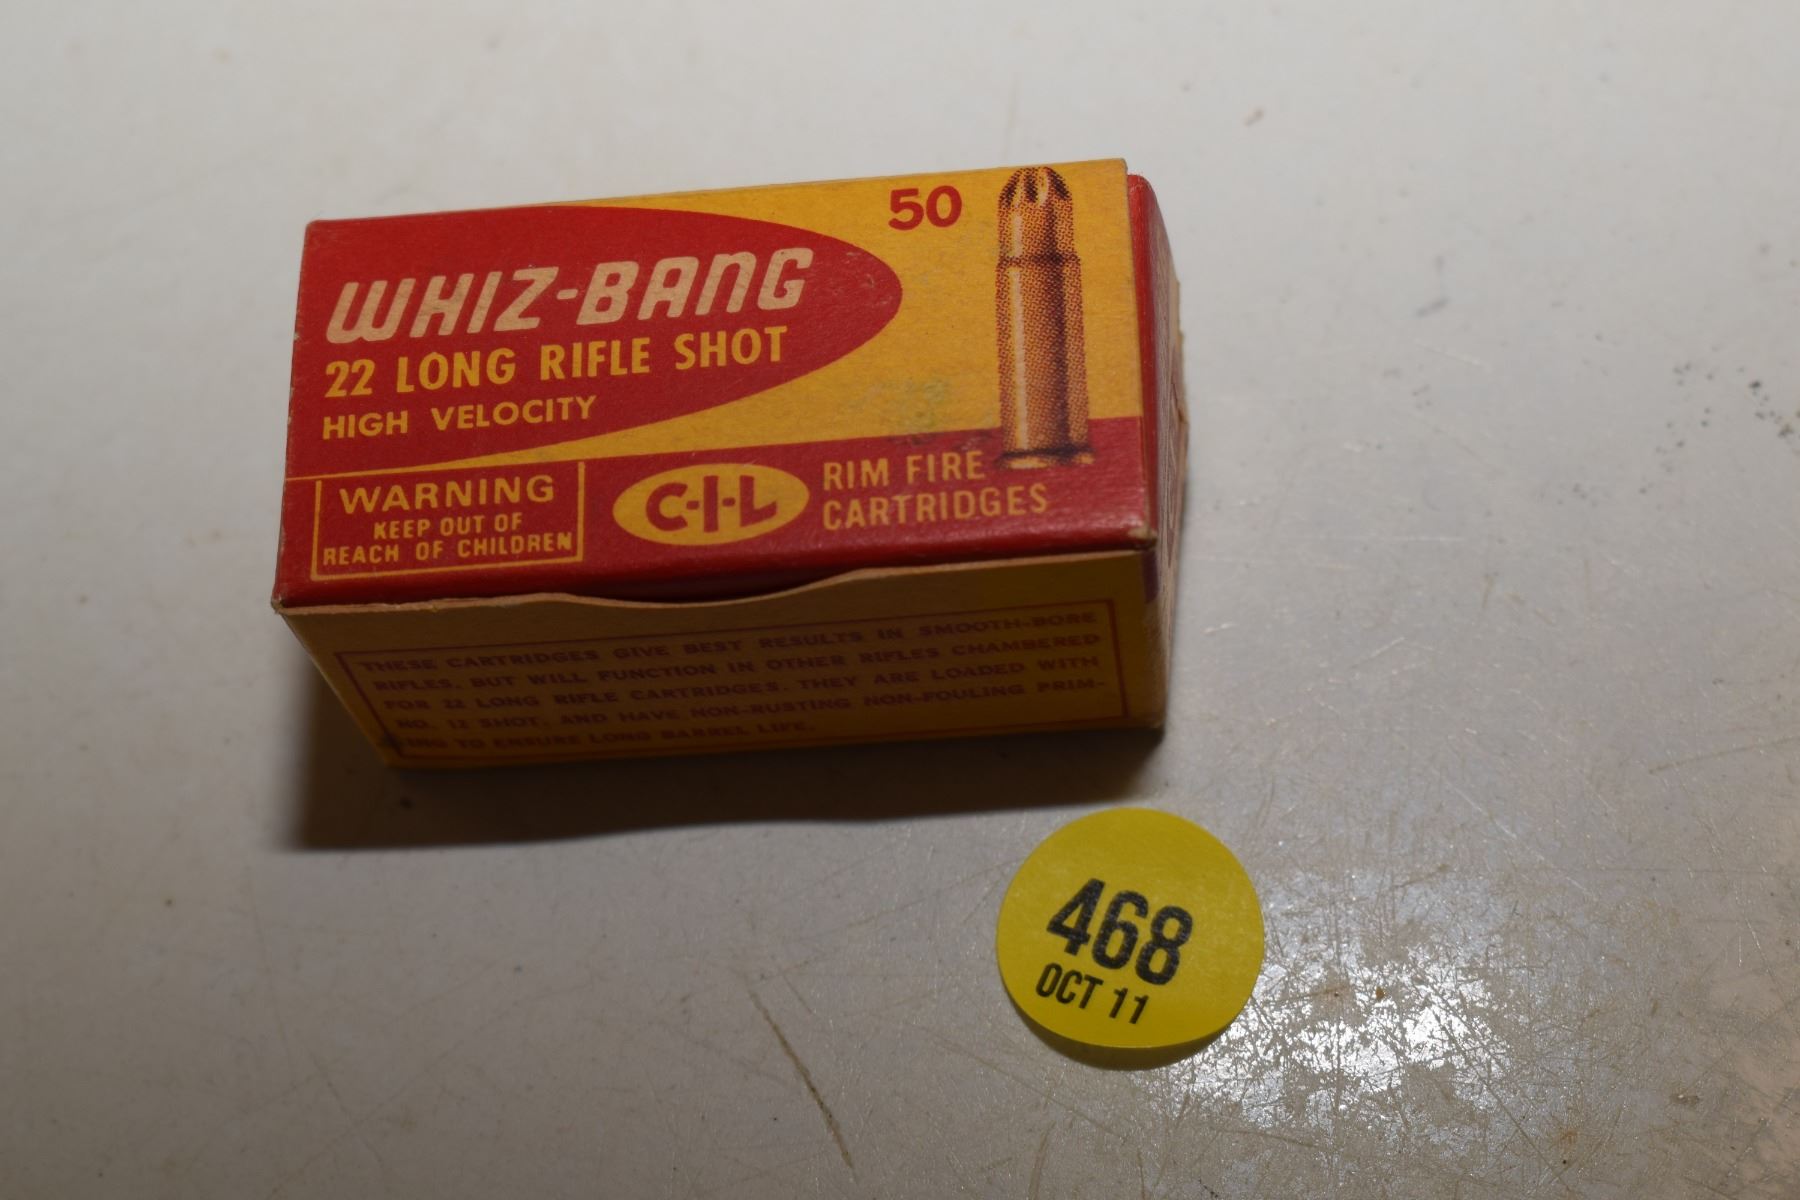 50
WHIZ-BANG
22 LONG RIFLE SHOT
HIGH VELOCITY
WARNING
KEEP OUT OF
REACH OF CHILDREN
C-I-L
RIM FIRE
CARTRIDGES
THESE CARTRIDGES GIVE BEST RESULTS IN SMOOTH-BORE
RIFLES, BUT WILL FUNCTION IN OTHER RIFLES CHAMBERED
FOR 22 LONG RIFLE CARTRIDGES. THEY ARE LOADED WITH
NO. 12 SHOT, AND HAVE NON-RUSTING NON-FOULING PRIM-
ING TO ENSURE LONG BARREL LIFE.
468
OCT 11